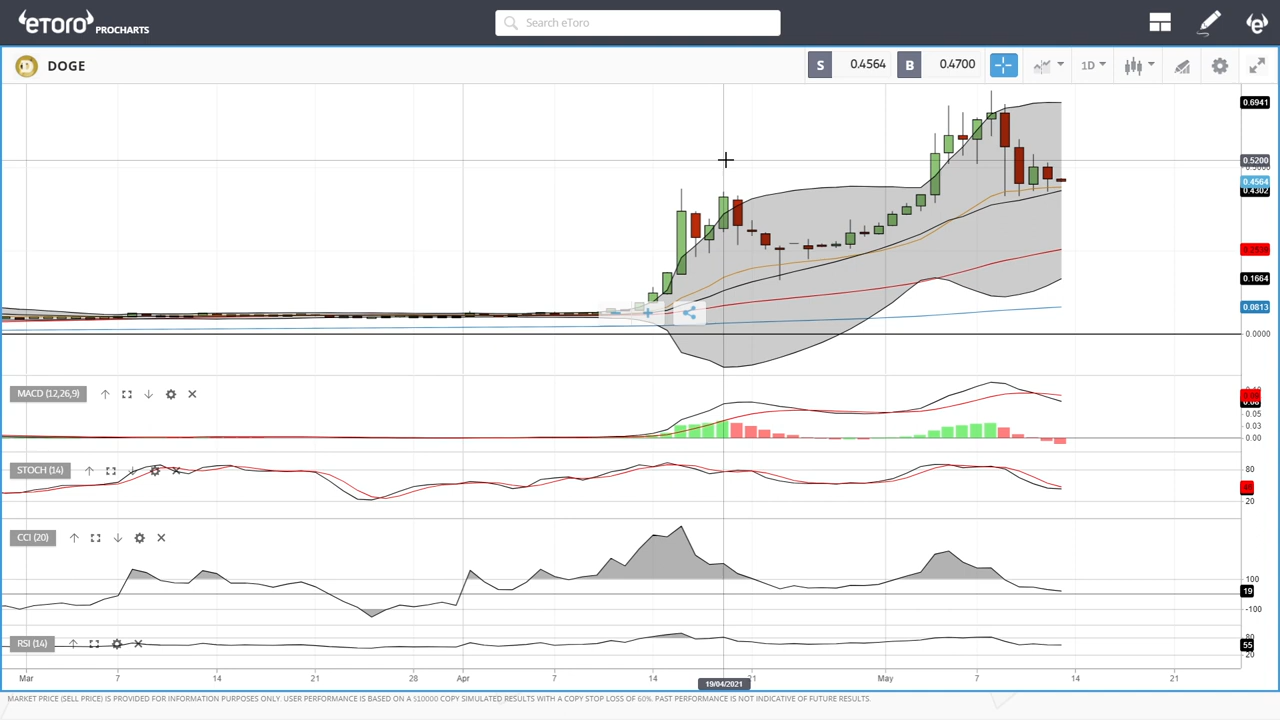 eToro PROCHARTS
Search eToro
DOGE
S 0.4564 B 0.4700
1D
0.6941
0.5200
0.4564
0.4302
0.1664
0.0813
0.0000
MACD (12,26,9)
0.05
0.03
0.00
STOCH (14)
80
20
CCI (20)
100
19
-100
RSI (14)
80
55
20
Mar 7 14 21 28 Apr 7 14 19/04/2021 21 May 7 14 21
MARKET PRICE (SELL PRICE) IS PROVIDED FOR INFORMATION PURPOSES ONLY. USER PERFORMANCE IS BASED ON A $10000 COPY SIMULATED RESULTS WITH A COPY STOP LOSS OF 60%. PAST PERFORMANCE IS NOT INDICATIVE OF FUTURE RESULTS.